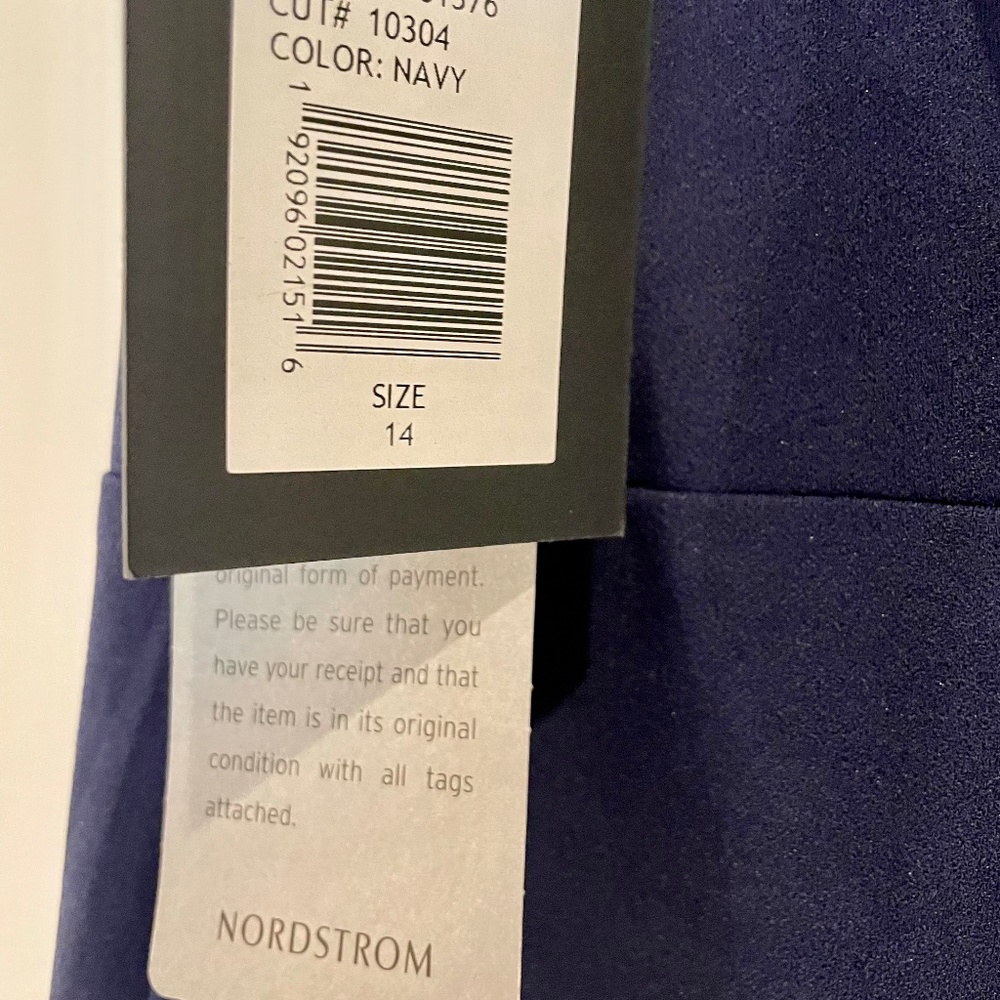 CUT# 10304
COLOR: NAVY
1 92096 02151 6
SIZE
14
original form of payment.
Please be sure that you
have your receipt and that
the item is in its original
condition with all tags
attached.
NORDSTROM